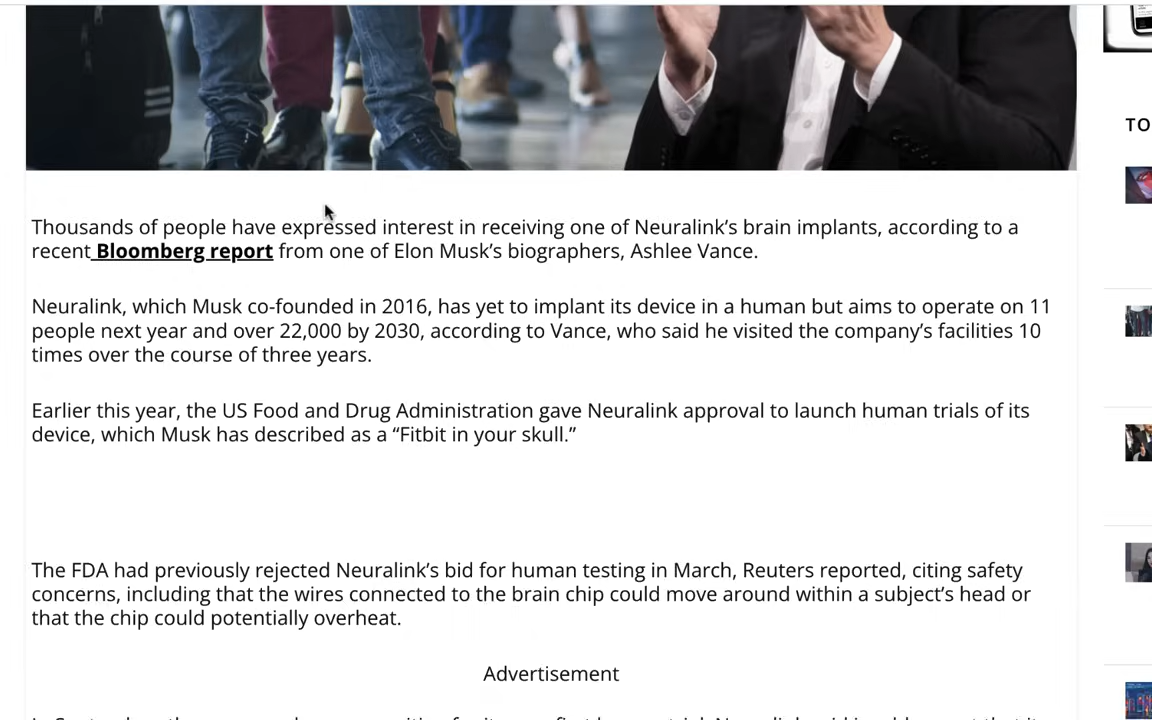 TO
Thousands of people have expressed interest in receiving one of Neuralink’s brain implants, according to a
recent Bloomberg report from one of Elon Musk’s biographers, Ashlee Vance.
Neuralink, which Musk co-founded in 2016, has yet to implant its device in a human but aims to operate on 11
people next year and over 22,000 by 2030, according to Vance, who said he visited the company’s facilities 10
times over the course of three years.
Earlier this year, the US Food and Drug Administration gave Neuralink approval to launch human trials of its
device, which Musk has described as a “Fitbit in your skull.”
The FDA had previously rejected Neuralink’s bid for human testing in March, Reuters reported, citing safety
concerns, including that the wires connected to the brain chip could move around within a subject’s head or
that the chip could potentially overheat.
Advertisement